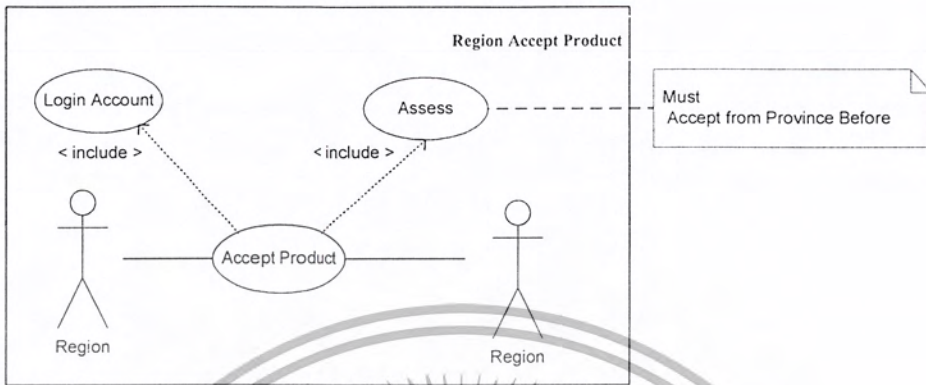 Region Accept Product
Login Account
Assess
Must
Accept from Province Before
< include >
< include >
Accept Product
Region
Region